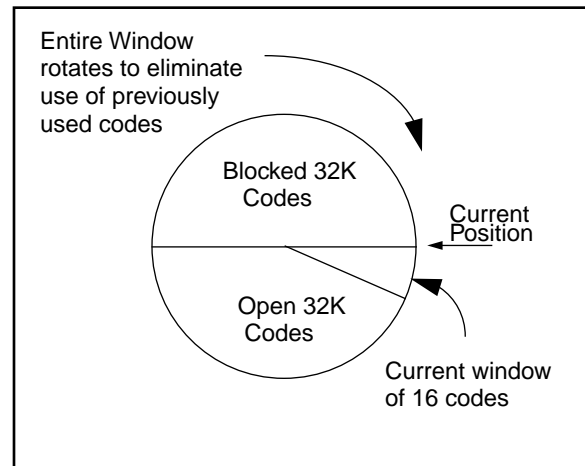 Entire Window
rotates to eliminate
use of previously
used codes
Blocked 32K
Codes
Current
Position
Open 32K
Codes
Current window
of 16 codes